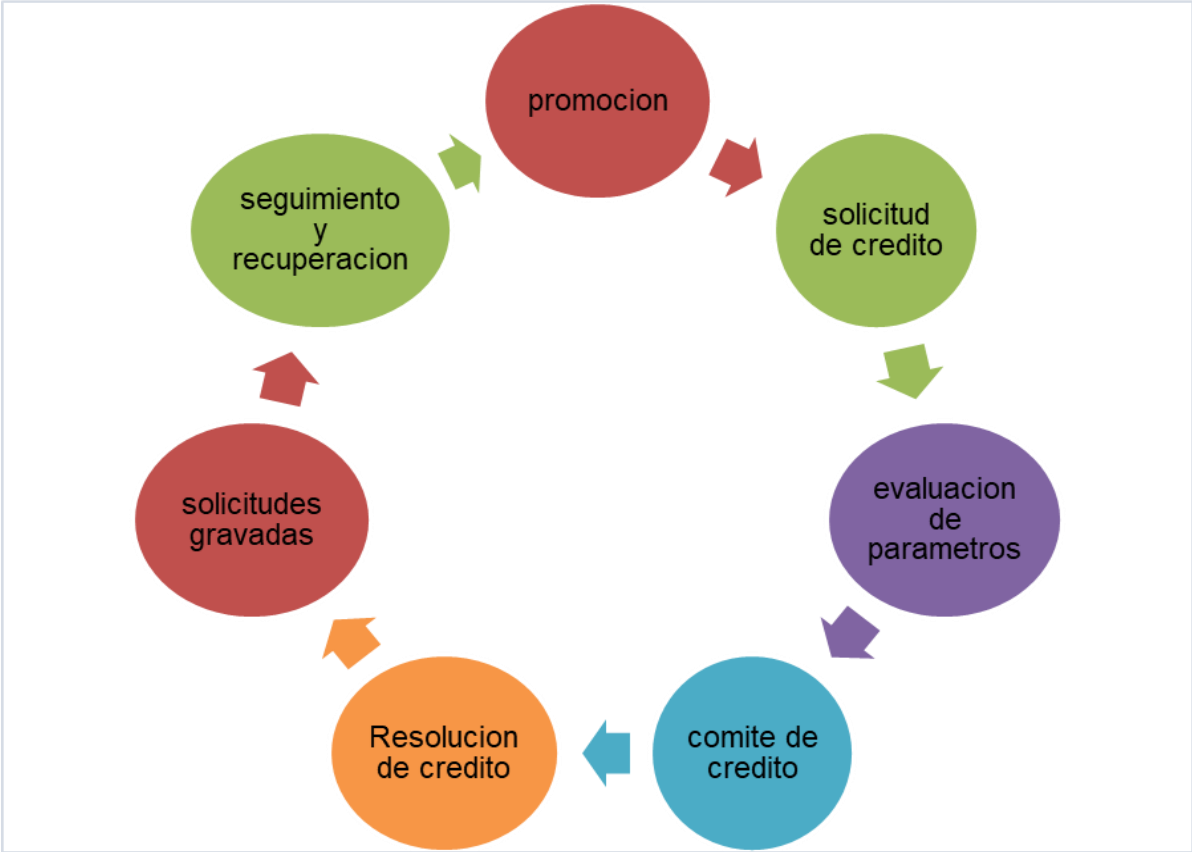 promocion
solicitud
de credito
evaluacion
de
parametros
comite de
credito
Resolucion
de credito
solicitudes
gravadas
seguimiento
y
recuperacion